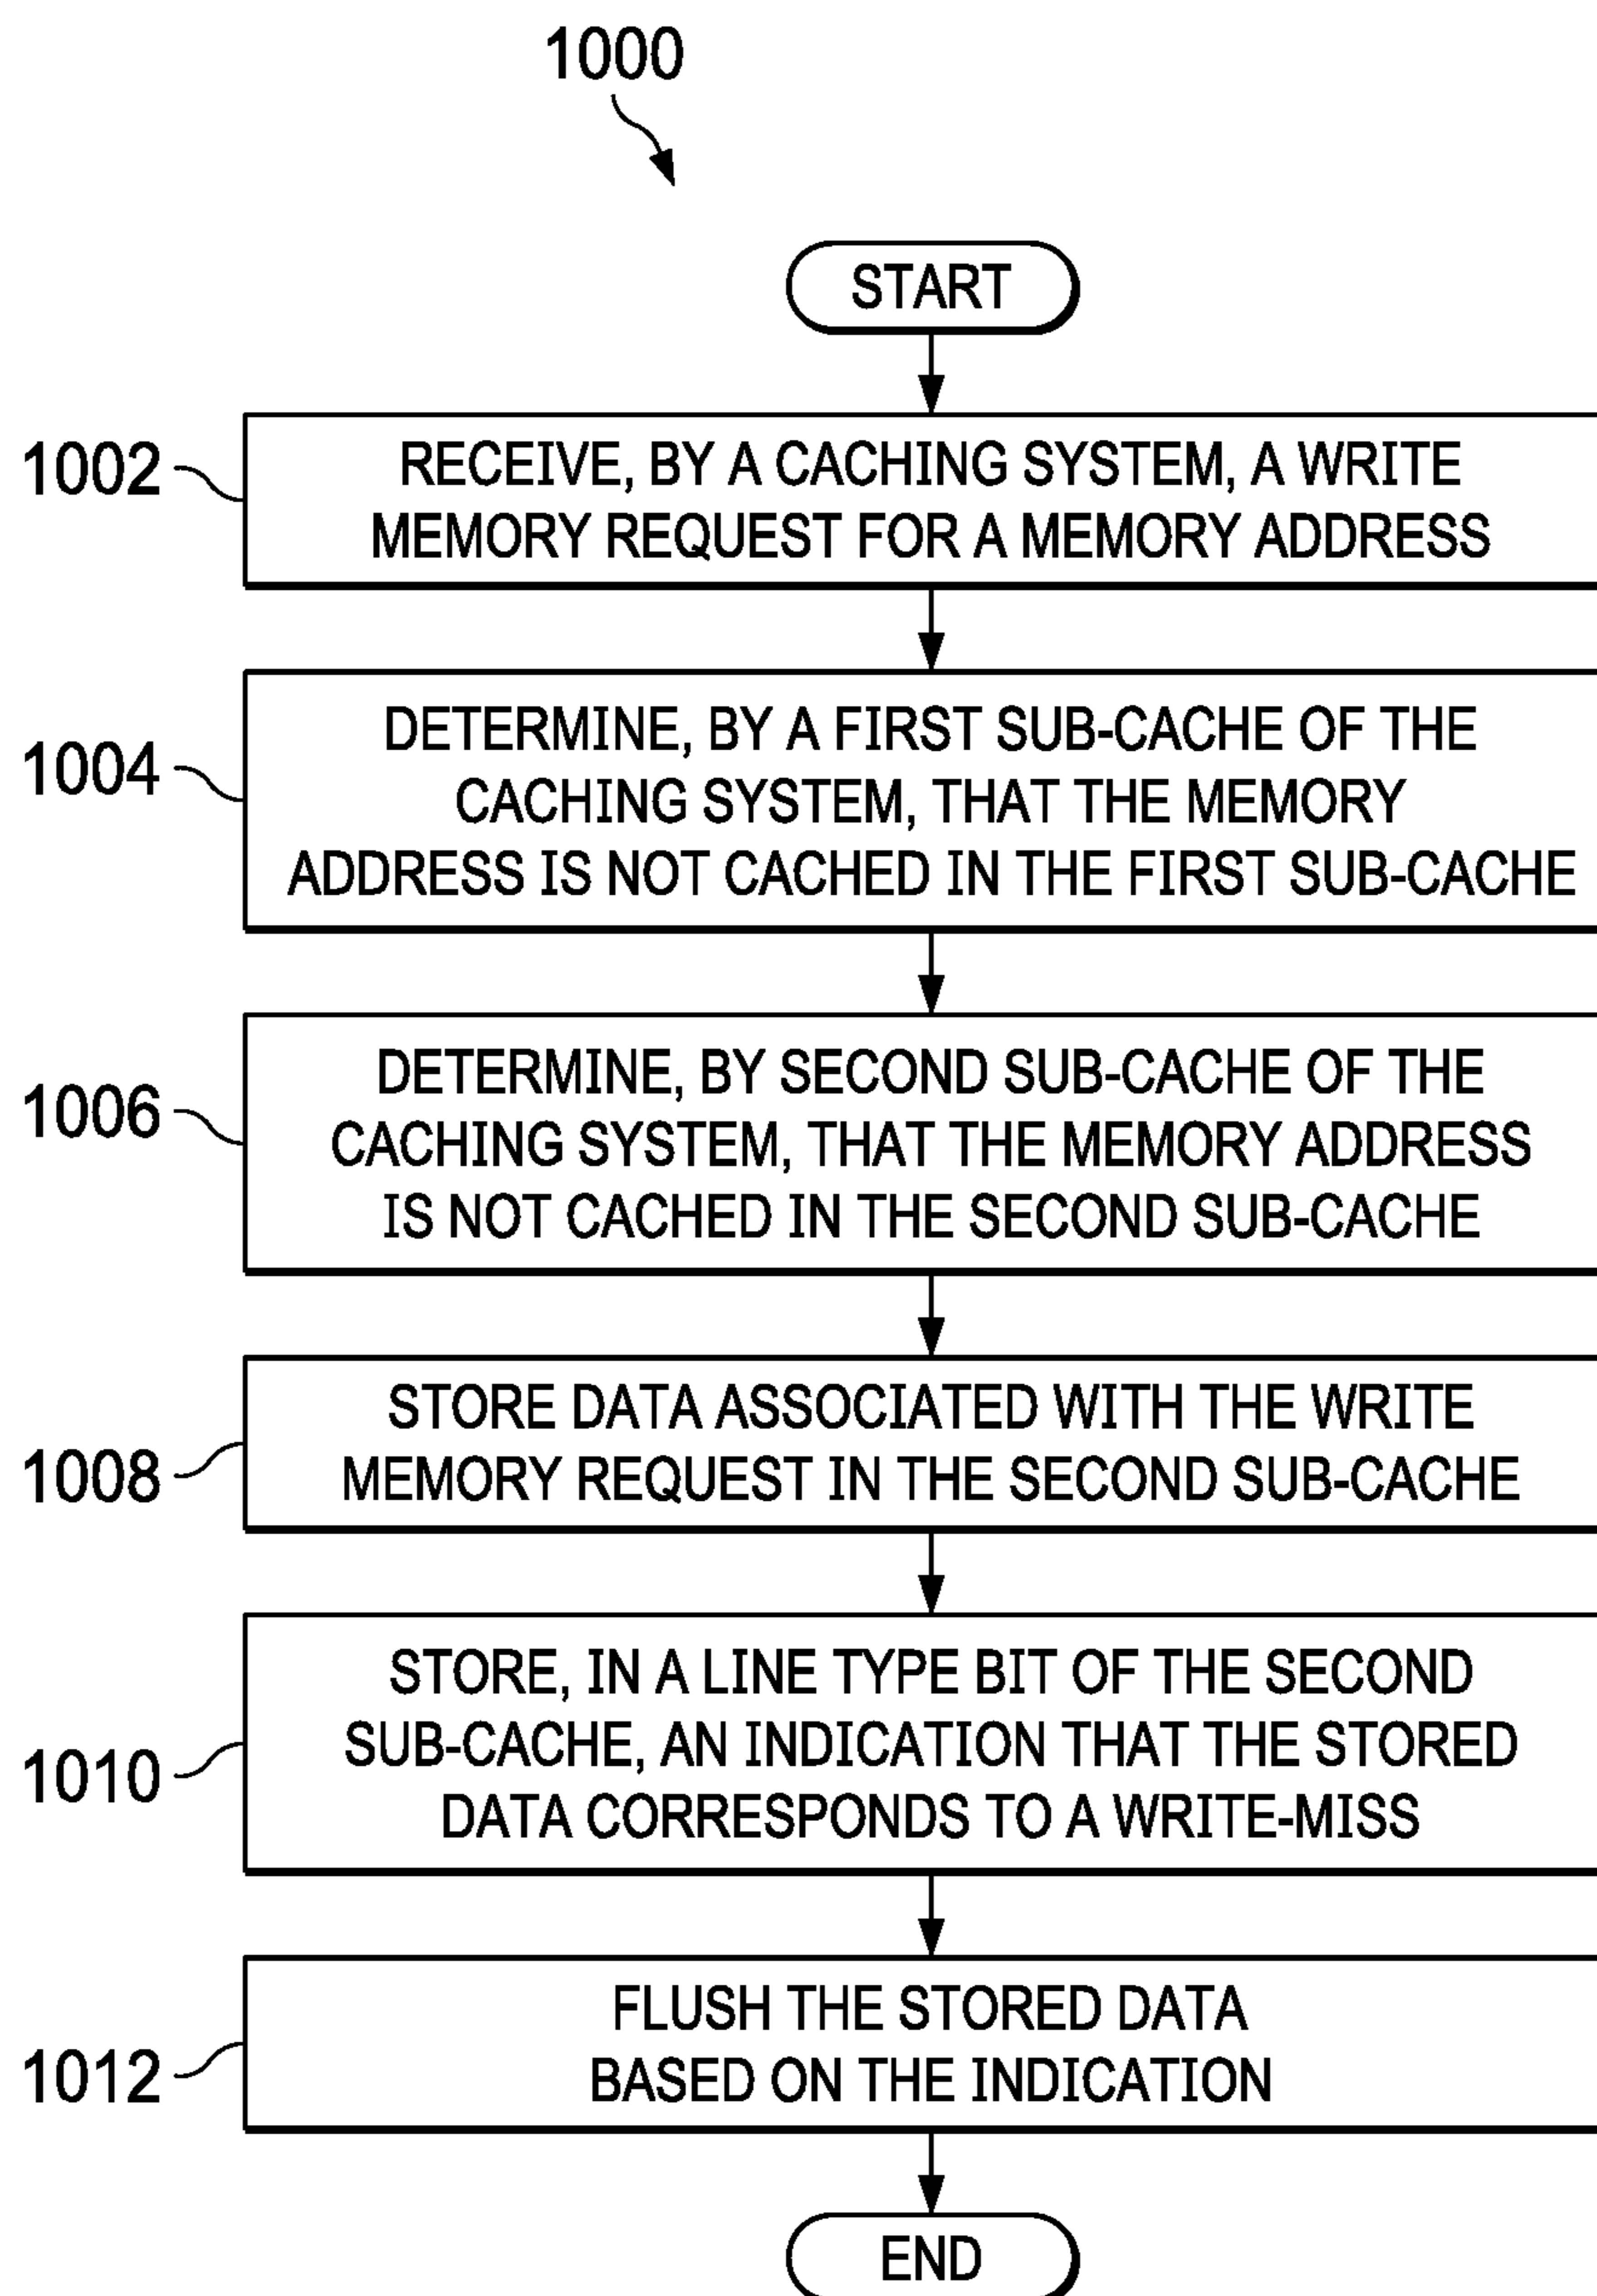 1000
START
1002
RECEIVE, BY A CACHING SYSTEM, A WRITE
MEMORY REQUEST FOR A MEMORY ADDRESS
1004
DETERMINE, BY A FIRST SUB-CACHE OF THE
CACHING SYSTEM, THAT THE MEMORY
ADDRESS IS NOT CACHED IN THE FIRST SUB-CACHE
1006
DETERMINE, BY SECOND SUB-CACHE OF THE
CACHING SYSTEM, THAT THE MEMORY ADDRESS
IS NOT CACHED IN THE SECOND SUB-CACHE
1008
STORE DATA ASSOCIATED WITH THE WRITE
MEMORY REQUEST IN THE SECOND SUB-CACHE
1010
STORE, IN A LINE TYPE BIT OF THE SECOND
SUB-CACHE, AN INDICATION THAT THE STORED
DATA CORRESPONDS TO A WRITE-MISS
1012
FLUSH THE STORED DATA
BASED ON THE INDICATION
END